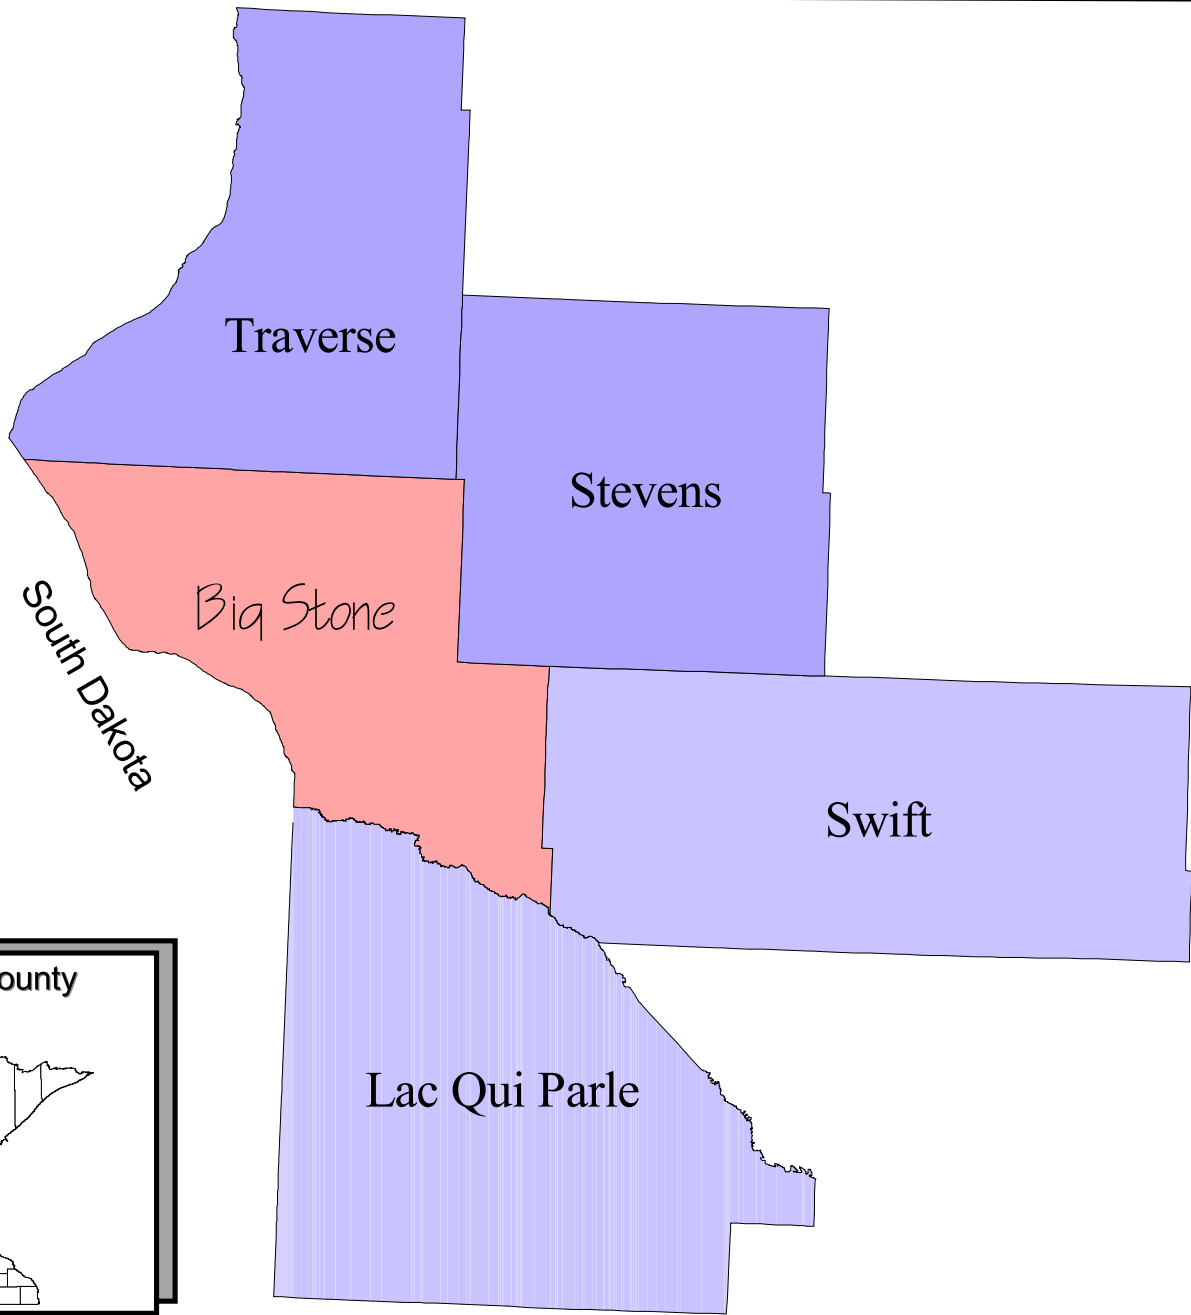 Traverse
Stevens
Big Stone
South Dakota
Swift
ounty
Lac Qui Parle